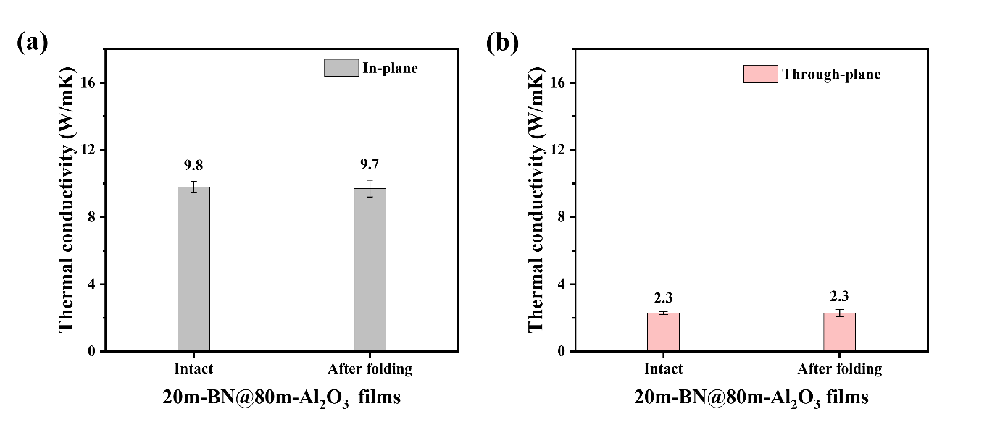 (a)
In-plane
Thermal conductivity (W/mK)
16
12
8
4
0
9.8
9.7
Intact
After folding
20m-BN@80m-Al₂O₃ films
(b)
Through-plane
Thermal conductivity (W/mK)
16
12
8
4
0
2.3
2.3
Intact
After folding
20m-BN@80m-Al₂O₃ films